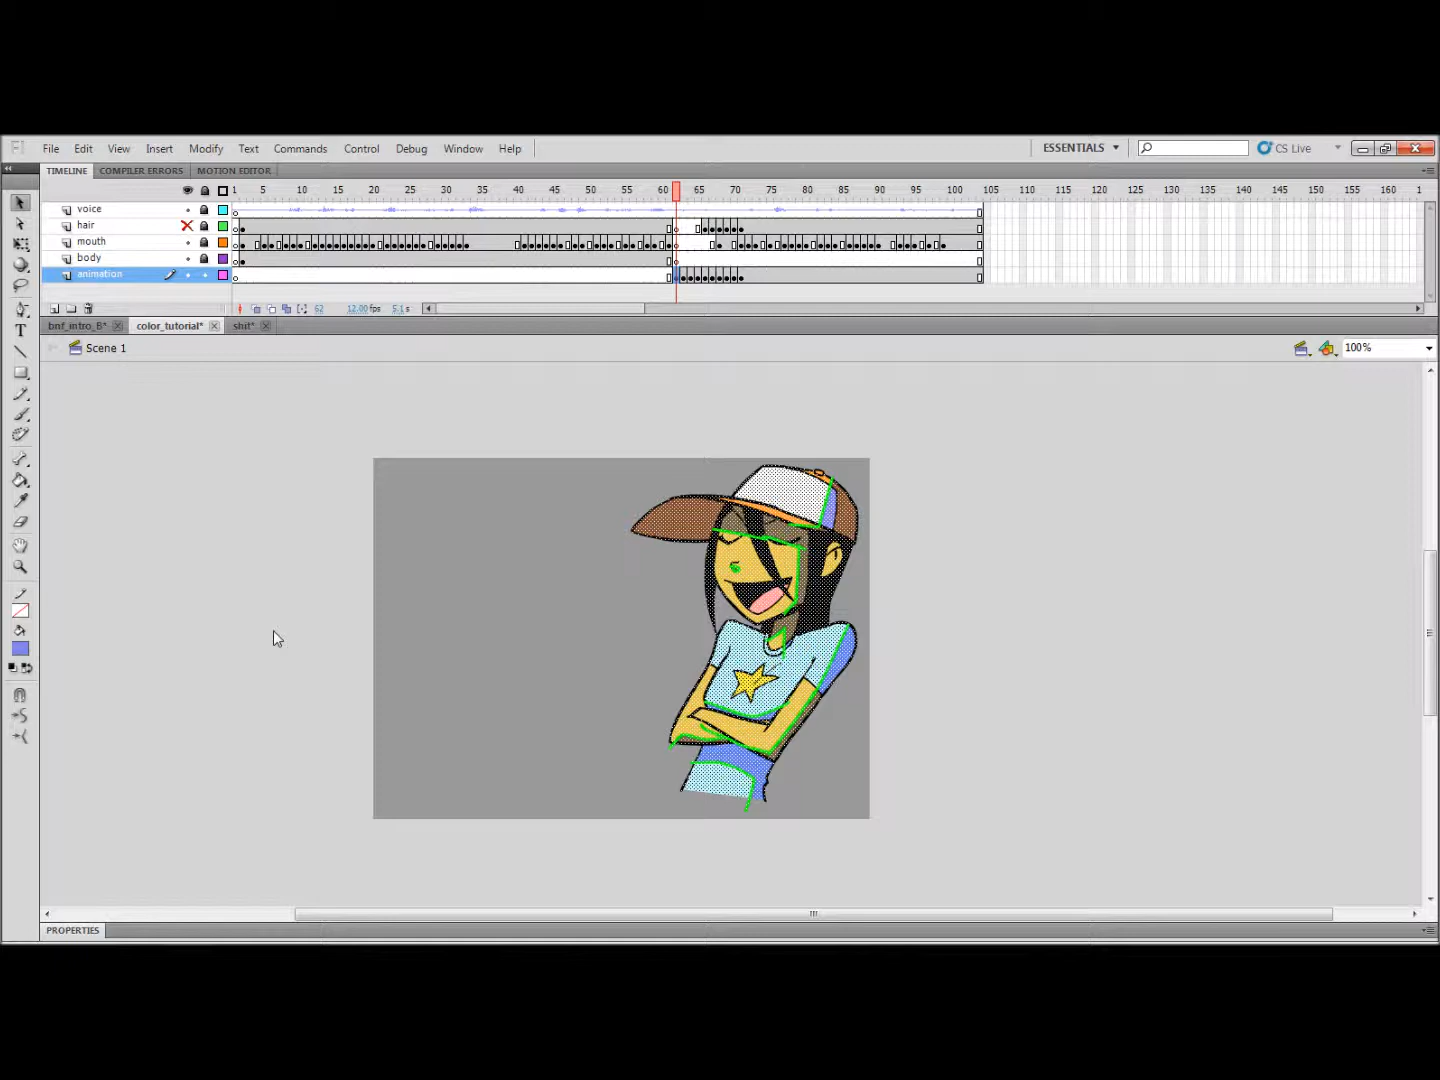 File Edit View Insert Modify Text Commands Control Debug Window Help ESSENTIALS CS Live
TIMELINE COMPILER ERRORS MOTION EDITOR
1 5 10 15 20 25 30 35 40 45 50 55 60 65 70 75 80 85 90 95 100 105 110 115 120 125 130 135 140 145 150 155 160 1
voice
hair
mouth
body
animation
62 12.00 fps 5.1 s
bnf_intro_B* color_tutorial* shit*
Scene 1 100%
PROPERTIES